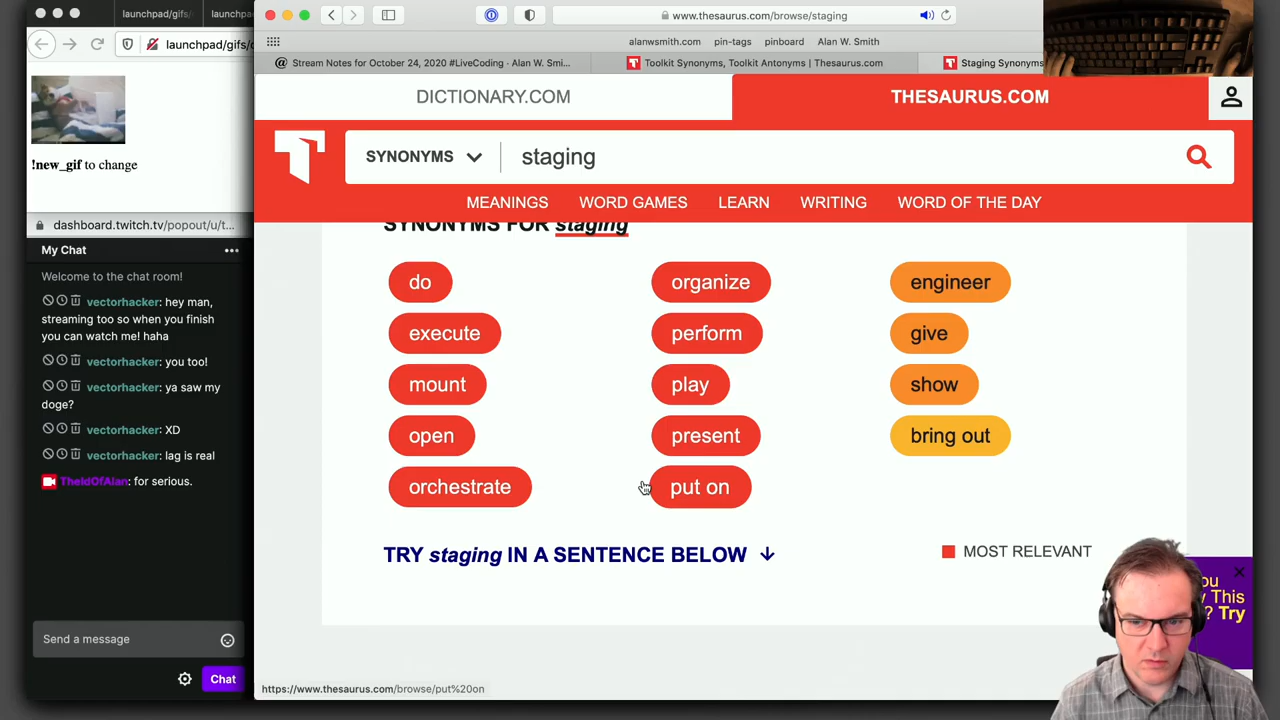 launchpad/gifs/
launchpad/gifs/c
!new_gif to change
dashboard.twitch.tv/popout/u/t...
My Chat
Welcome to the chat room!
vectorhacker: hey man,
streaming too so when you finish
you can watch me! haha
vectorhacker: you too!
vectorhacker: ya saw my
doge?
vectorhacker: XD
vectorhacker: lag is real
TheIdOfAlan: for serious.
Send a message
Chat
www.thesaurus.com/browse/staging
alanwsmith.com
pin-tags
pinboard
Alan W. Smith
Stream Notes for October 24, 2020 #LiveCoding - Alan W. Smi...
Toolkit Synonyms, Toolkit Antonyms | Thesaurus.com
Staging Synonyms
DICTIONARY.COM
THESAURUS.COM
SYNONYMS
staging
MEANINGS
WORD GAMES
LEARN
WRITING
WORD OF THE DAY
SYNONYMS FOR staging
do
organize
engineer
execute
perform
give
mount
play
show
open
present
bring out
orchestrate
put on
TRY staging IN A SENTENCE BELOW
MOST RELEVANT
This
? Try
https://www.thesaurus.com/browse/put%20on